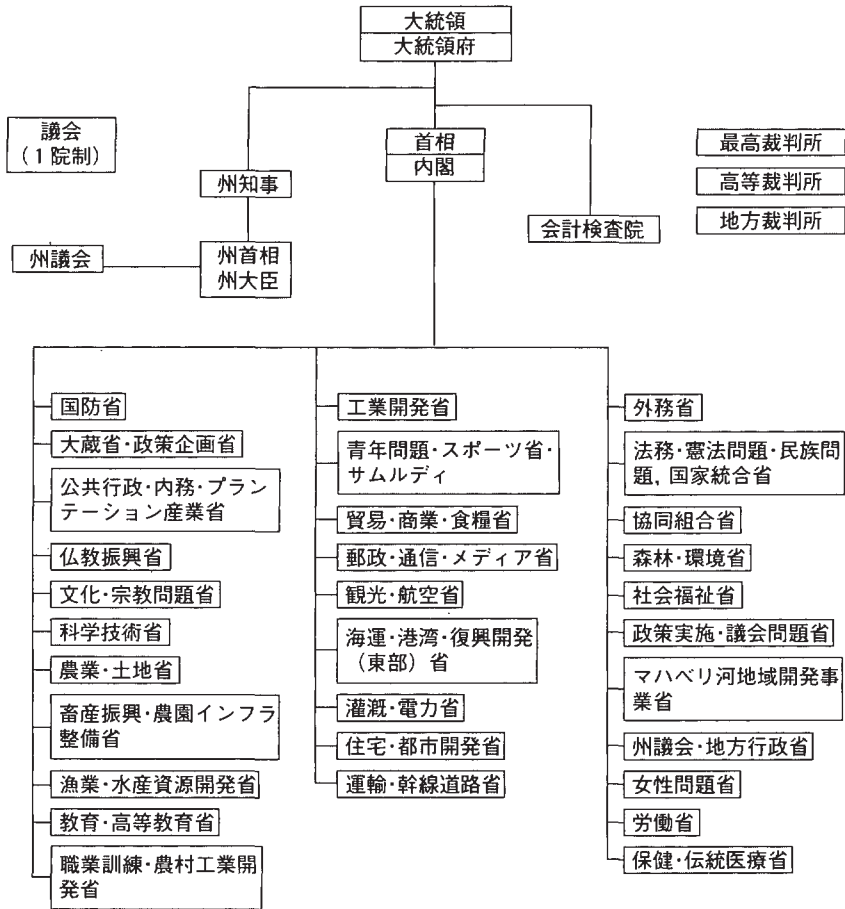 大統領
大統領府
議会
（1院制）
首相
内閣
最高裁判所
高等裁判所
地方裁判所
州知事
会計検査院
州議会
州首相
州大臣
国防省
大蔵省・政策企画省
公共行政・内務・プラン
テーション産業省
仏教振興省
文化・宗教問題省
科学技術省
農業・土地省
畜産振興・農園インフラ
整備省
漁業・水産資源開発省
教育・高等教育省
職業訓練・農村工業開
発省
工業開発省
青年問題・スポーツ省・
サムルディ
貿易・商業・食糧省
郵政・通信・メディア省
観光・航空省
海運・港湾・復興開発
（東部）省
灌漑・電力省
住宅・都市開発省
運輸・幹線道路省
外務省
法務・憲法問題・民族問
題，国家統合省
協同組合省
森林・環境省
社会福祉省
政策実施・議会問題省
マハベリ河地域開発事
業省
州議会・地方行政省
女性問題省
労働省
保健・伝統医療省